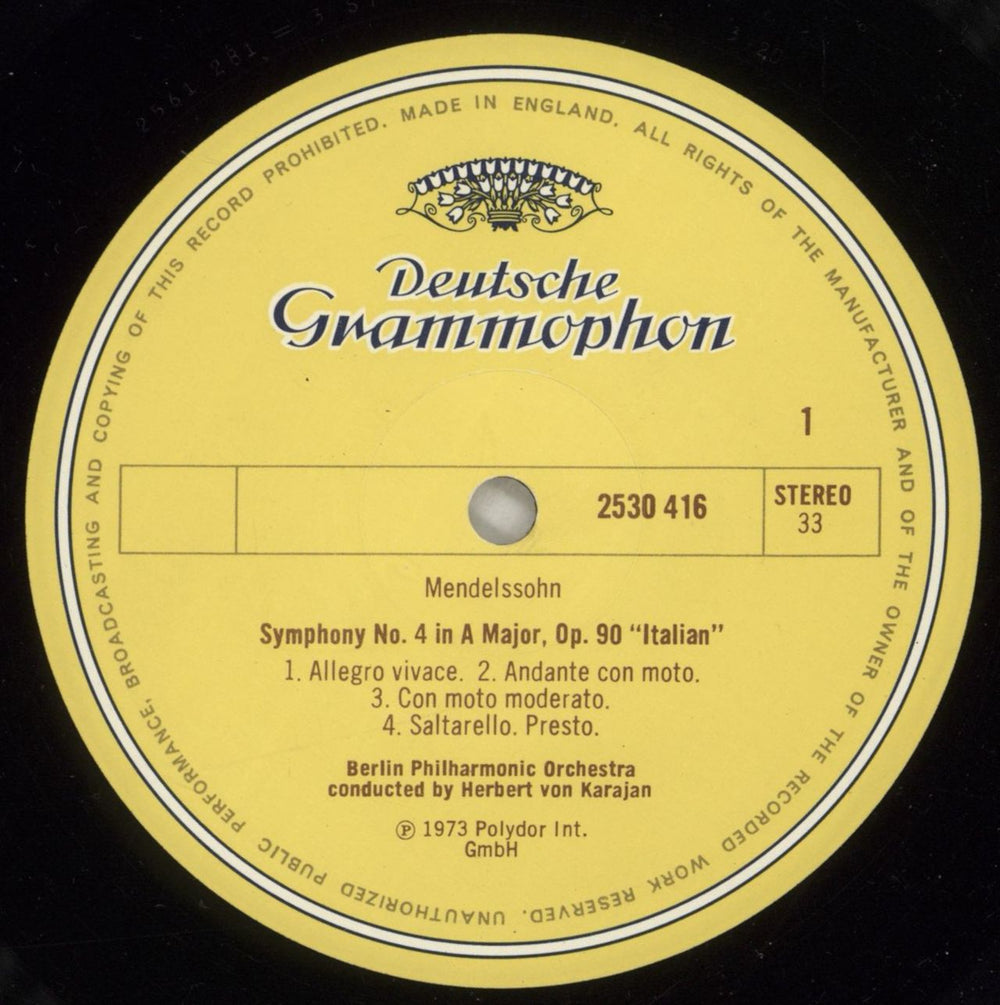 MADE IN ENGLAND. ALL RIGHTS OF THE MANUFACTURER AND OF THE OWNER OF THE RECORDED WORK RESERVED. UNAUTHORIZED PUBLIC PERFORMANCE, BROADCASTING AND COPYING OF THIS RECORD PROHIBITED.
Deutsche
Grammophon
1
2530 416
STEREO
33
Mendelssohn
Symphony No. 4 in A Major, Op. 90 “Italian”
1. Allegro vivace. 2. Andante con moto.
3. Con moto moderato.
4. Saltarello. Presto.
Berlin Philharmonic Orchestra
conducted by Herbert von Karajan
℗ 1973 Polydor Int.
GmbH